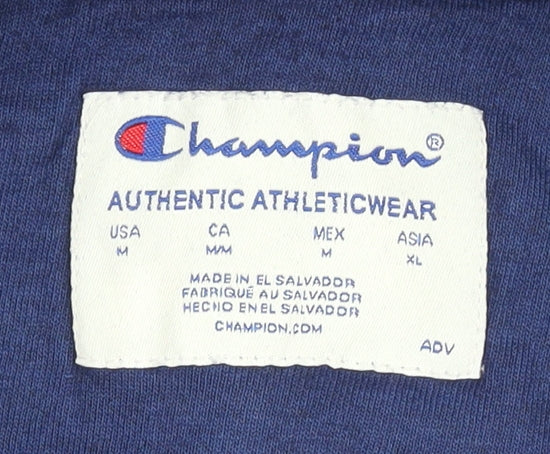 Champion®
AUTHENTIC ATHLETICWEAR
USA CA MEX ASIA
M M/M M XL
MADE IN EL SALVADOR
FABRIQUÉ AU SALVADOR
HECHO EN EL SALVADOR
CHAMPION.COM
ADV